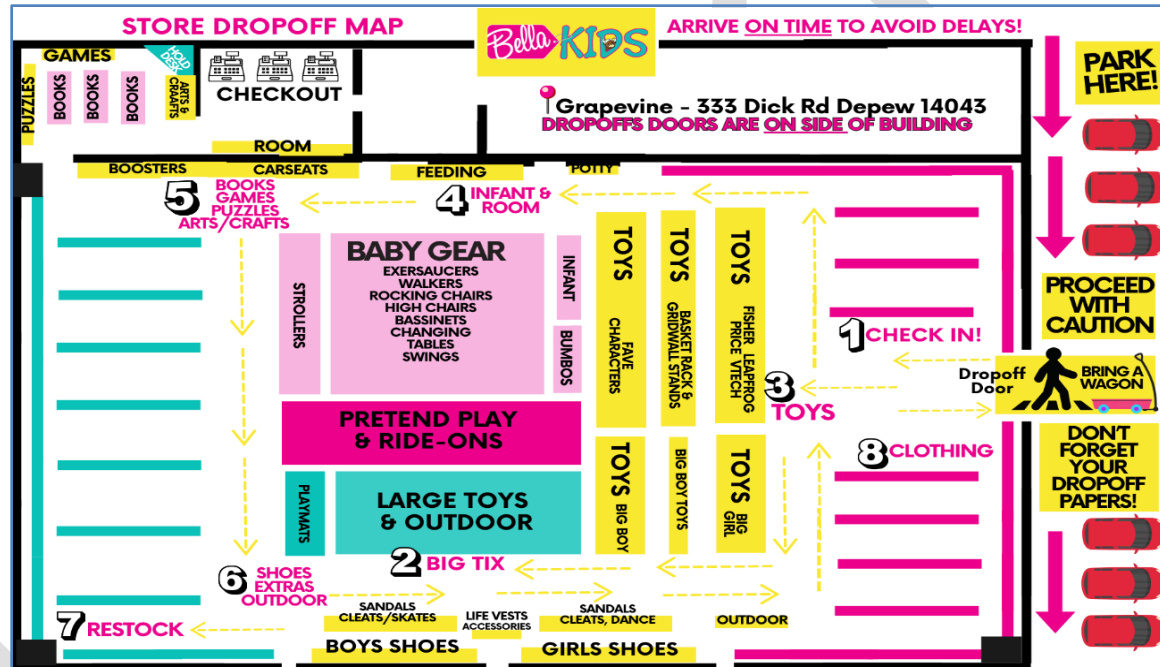 STORE DROPOFF MAP
Bella KIDS
ARRIVE ON TIME TO AVOID DELAYS!
GAMES
HOLD DESK
PUZZLES
BOOKS
BOOKS
BOOKS
ARTS & CRAAFTS
CHECKOUT
Grapevine - 333 Dick Rd Depew 14043
DROPOFFS DOORS ARE ON SIDE OF BUILDING
PARK
HERE!
ROOM
BOOSTERS
CARSEATS
FEEDING
POTTY
5 BOOKS
GAMES
PUZZLES
ARTS/CRAFTS
4 INFANT &
ROOM
STROLLERS
BABY GEAR
EXERSAUCERS
WALKERS
ROCKING CHAIRS
HIGH CHAIRS
BASSINETS
CHANGING
TABLES
SWINGS
INFANT
BUMBOS
TOYS FAVE
CHARACTERS
TOYS BASKET RACK &
GRIDWALL STANDS
TOYS FISHER LEAPFROG
PRICE VTECH
1 CHECK IN!
PROCEED
WITH
CAUTION
3
TOYS
Dropoff
Door
BRING A
WAGON
PRETEND PLAY
& RIDE-ONS
8 CLOTHING
DON'T
FORGET
YOUR
DROPOFF
PAPERS!
PLAYMATS
LARGE TOYS
& OUTDOOR
TOYS BIG BOY
BIG BOY TOYS
TOYS BIG
GIRL
2 BIG TIX
6 SHOES
EXTRAS
OUTDOOR
SANDALS
CLEATS/SKATES
LIFE VESTS
ACCESSORIES
SANDALS
CLEATS, DANCE
OUTDOOR
7 RESTOCK
BOYS SHOES
GIRLS SHOES